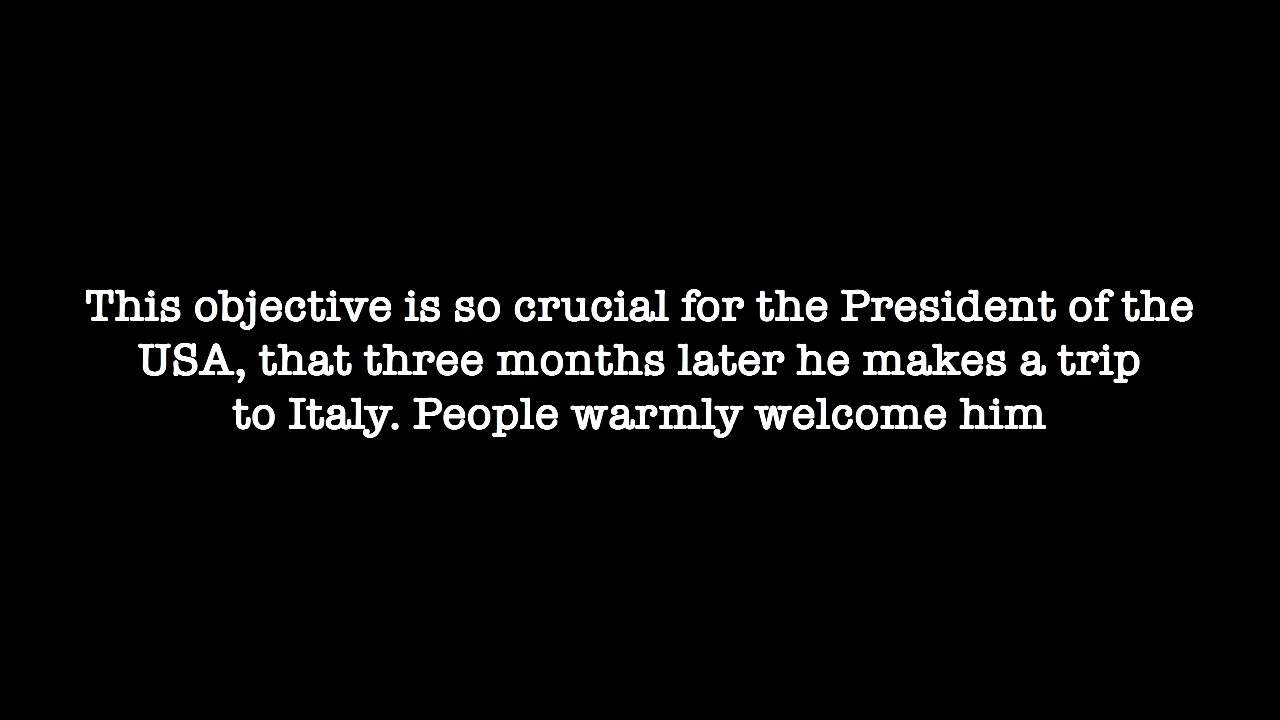 This objective is so crucial for the President of the
USA, that three months later he makes a trip
to Italy. People warmly welcome him